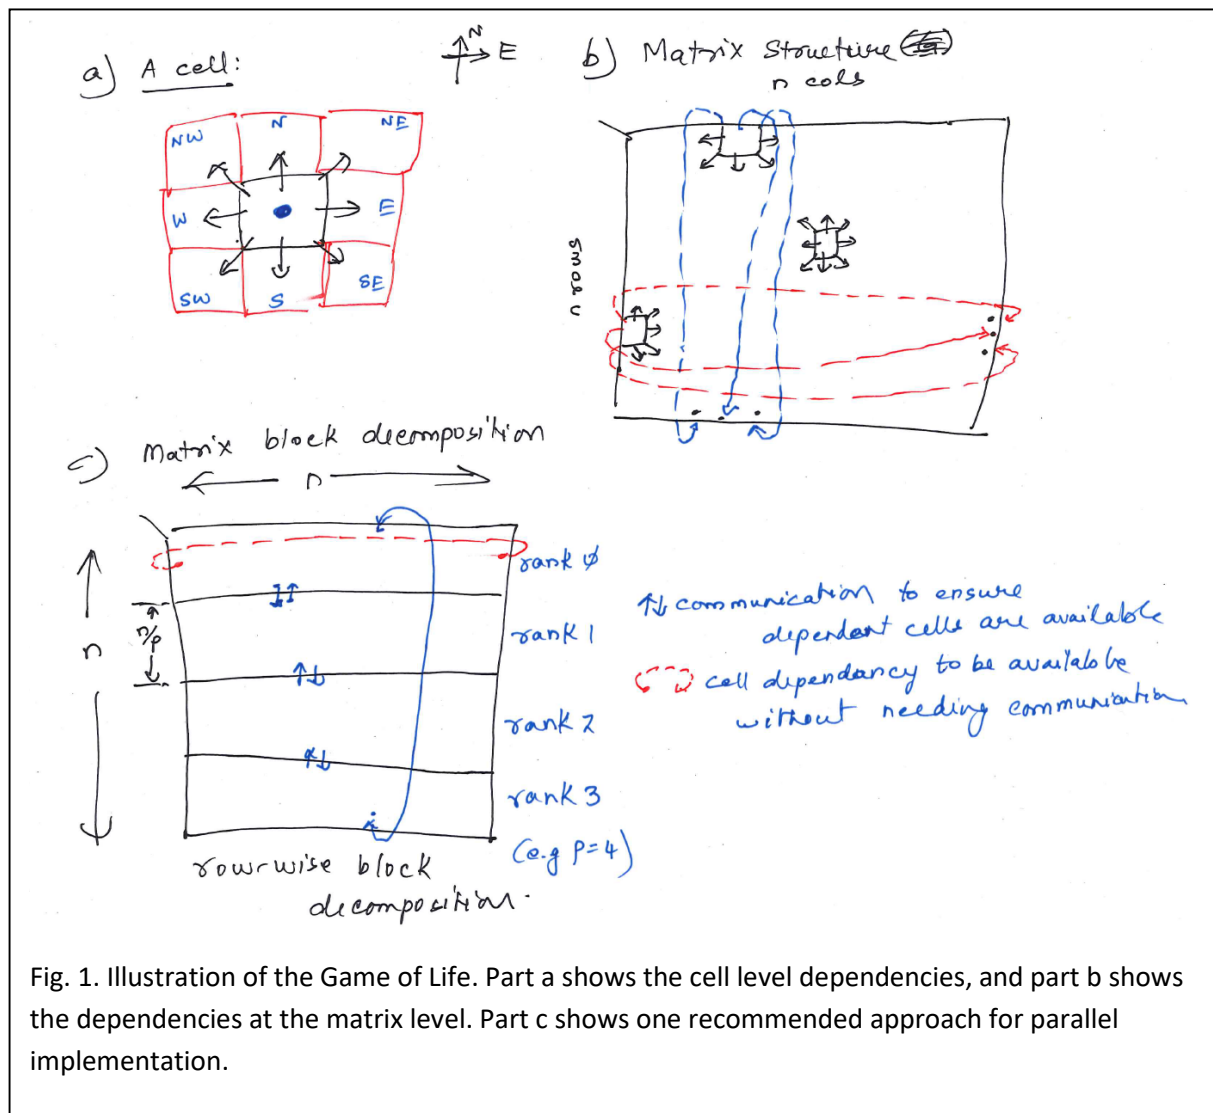 a) A cell:
N
E
NW
N
NE
W
E
SW
S
SE
b) Matrix Structure
n cols
n rows
c) Matrix block decomposition
n
n
n/p
rank 0
rank 1
rank 2
rank 3
(e.g P=4)
row-wise block
decomposition.
↑↓ communication to ensure
dependent cells are available
cell dependancy to be available
without needing communication
Fig. 1. Illustration of the Game of Life. Part a shows the cell level dependencies, and part b shows
the dependencies at the matrix level. Part c shows one recommended approach for parallel
implementation.